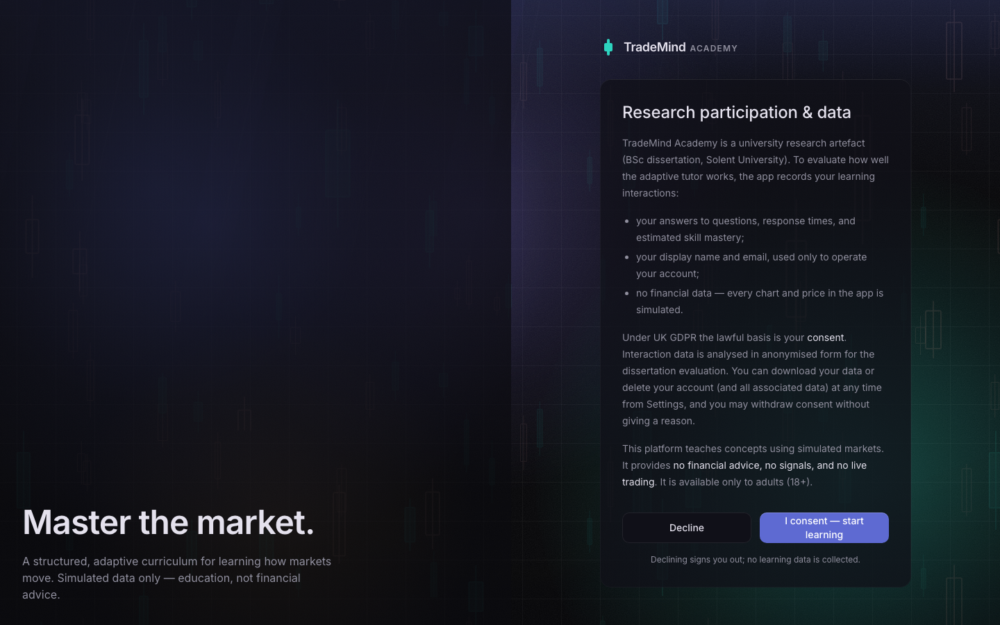 TradeMind ACADEMY
Research participation & data
TradeMind Academy is a university research artefact
(BSc dissertation, Solent University). To evaluate how well
the adaptive tutor works, the app records your learning
interactions:
• your answers to questions, response times, and
estimated skill mastery;
• your display name and email, used only to operate
your account;
• no financial data — every chart and price in the app is
simulated.
Under UK GDPR the lawful basis is your consent.
Interaction data is analysed in anonymised form for the
dissertation evaluation. You can download your data or
delete your account (and all associated data) at any time
from Settings, and you may withdraw consent without
giving a reason.
This platform teaches concepts using simulated markets.
It provides no financial advice, no signals, and no live
trading. It is available only to adults (18+).
Decline
I consent — start
learning
Declining signs you out; no learning data is collected.
Master the market.
A structured, adaptive curriculum for learning how markets
move. Simulated data only — education, not financial
advice.